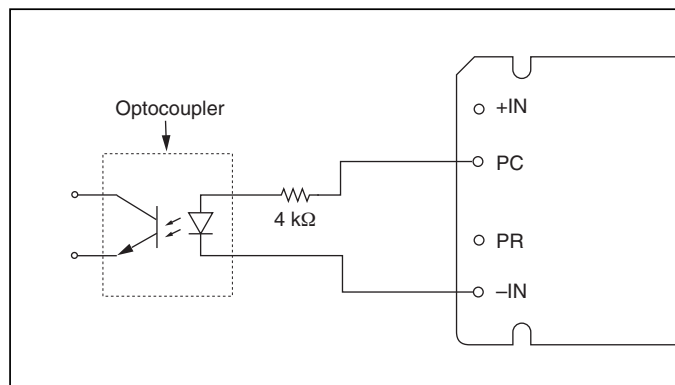 Optocoupler
4 kΩ
+IN
PC
PR
–IN